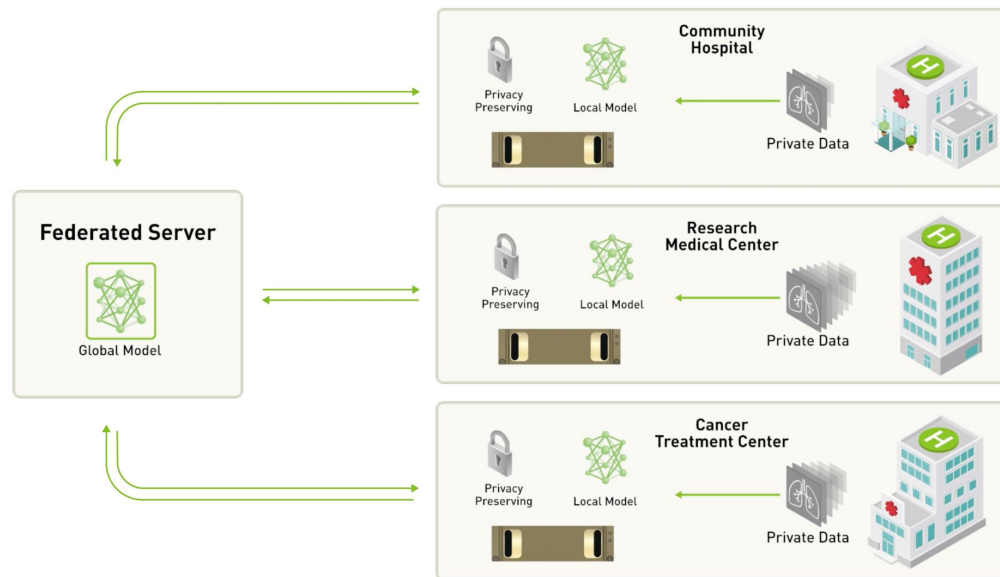 Federated Server
Global Model
Community
Hospital
Privacy
Preserving
Local Model
Private Data
H
Research
Medical Center
Privacy
Preserving
Local Model
Private Data
H
Cancer
Treatment Center
Privacy
Preserving
Local Model
Private Data
H